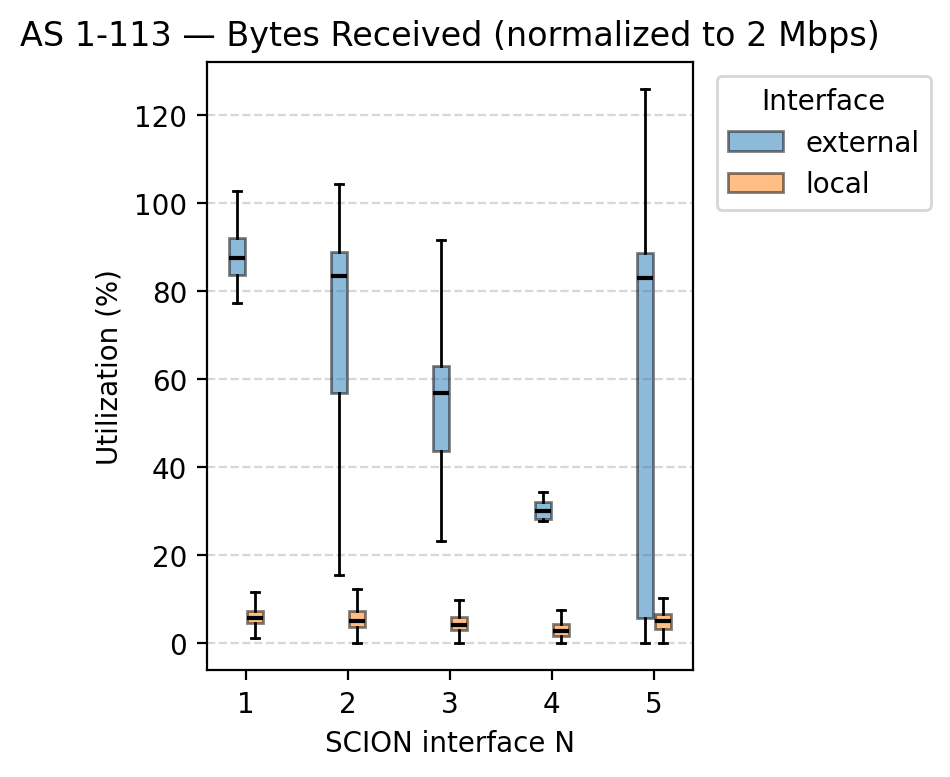 AS 1-113 — Bytes Received (normalized to 2 Mbps)
Interface
external
local
Utilization (%)
120
100
80
60
40
20
0
1 2 3 4 5
SCION interface N